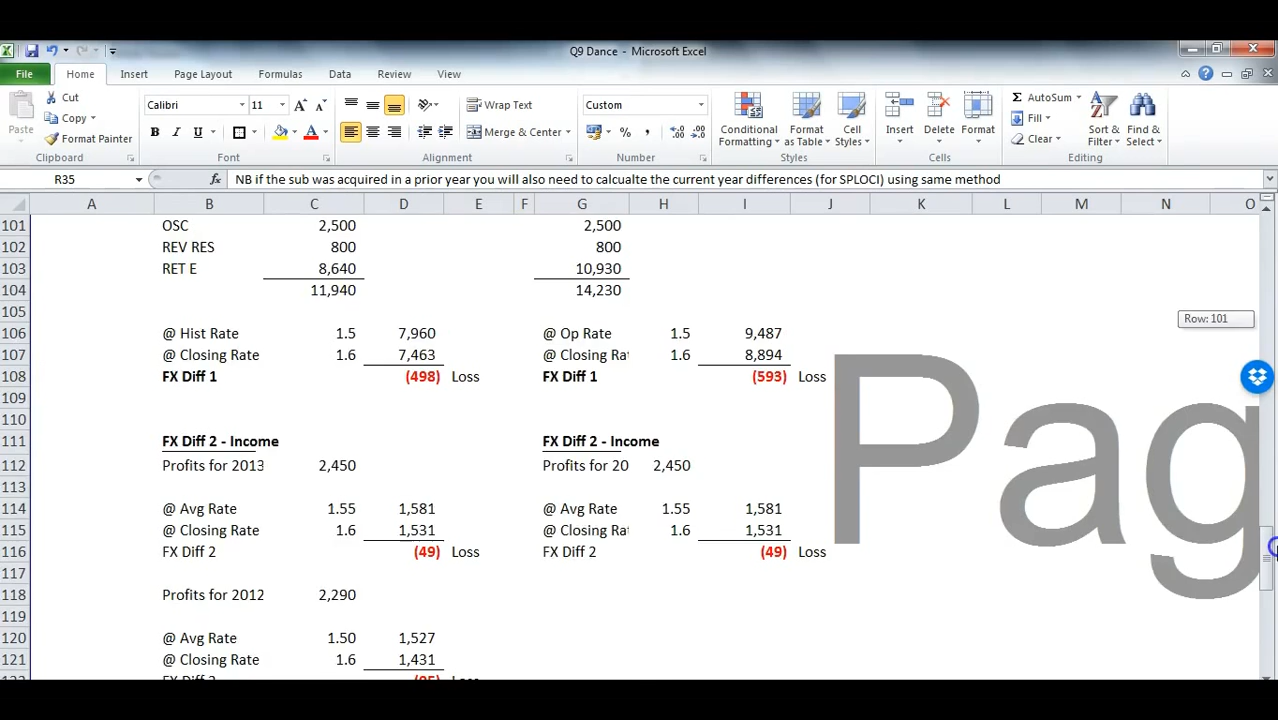 Q9 Dance - Microsoft Excel
File Home Insert Page Layout Formulas Data Review View
Paste Cut Copy Format Painter Clipboard
Calibri 11 A A B I U A Font
Wrap Text Merge & Center Alignment
Custom % , .00 .0 Number
Conditional Formatting Format as Table Cell Styles Styles
Insert Delete Format Cells
AutoSum Fill Clear Sort & Filter Find & Select Editing
R35 fx NB if the sub was acquired in a prior year you will also need to calcualte the current year differences (for SPLOCI) using same method
A B C D E F G H I J K L M N O
101 OSC 2,500 2,500
102 REV RES 800 800
103 RET E 8,640 10,930
104 11,940 14,230
105
Row: 101
106 @ Hist Rate 1.5 7,960 @ Op Rate 1.5 9,487
107 @ Closing Rate 1.6 7,463 @ Closing Rat 1.6 8,894
108 FX Diff 1 (498) Loss FX Diff 1 (593) Loss
109
110
111 FX Diff 2 - Income FX Diff 2 - Income
112 Profits for 2013 2,450 Profits for 20 2,450
113
114 @ Avg Rate 1.55 1,581 @ Avg Rate 1.55 1,581
115 @ Closing Rate 1.6 1,531 @ Closing Rat 1.6 1,531
116 FX Diff 2 (49) Loss FX Diff 2 (49) Loss
117
118 Profits for 2012 2,290
119
120 @ Avg Rate 1.50 1,527
121 @ Closing Rate 1.6 1,431
Pag